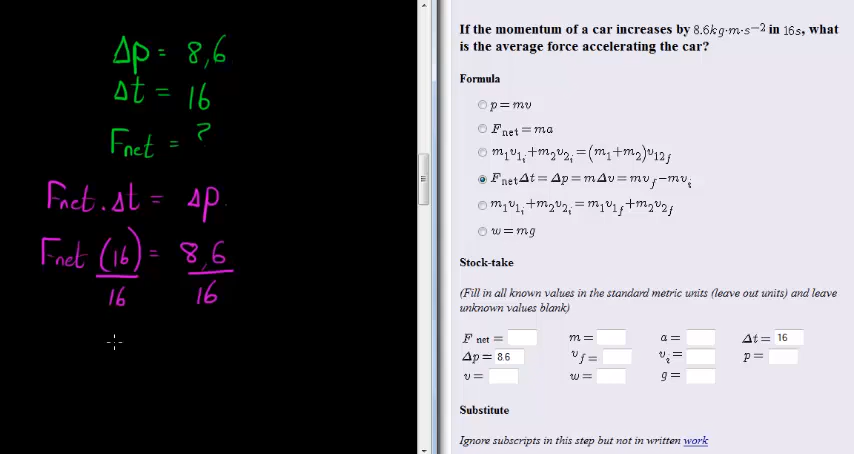 Δp = 8,6
Δt = 16
Fnet = ?
Fnet . Δt = Δp.
Fnet (16) = 8,6
16 16
If the momentum of a car increases by 8.6kg·m·s−2 in 16s, what
is the average force accelerating the car?
Formula
p=mv
Fnet=ma
m1v1i+m2v2i=(m1+m2)v12f
FnetΔt=Δp=mΔv=mvf−mvi
m1v1i+m2v2i=m1v1f+m2v2f
w=mg
Stock-take
(Fill in all known values in the standard metric units (leave out units) and leave
unknown values blank)
F net = m= a= Δt= 16
Δp= 8.6 vf= vi= p=
v= w= g=
Substitute
Ignore subscripts in this step but not in written work